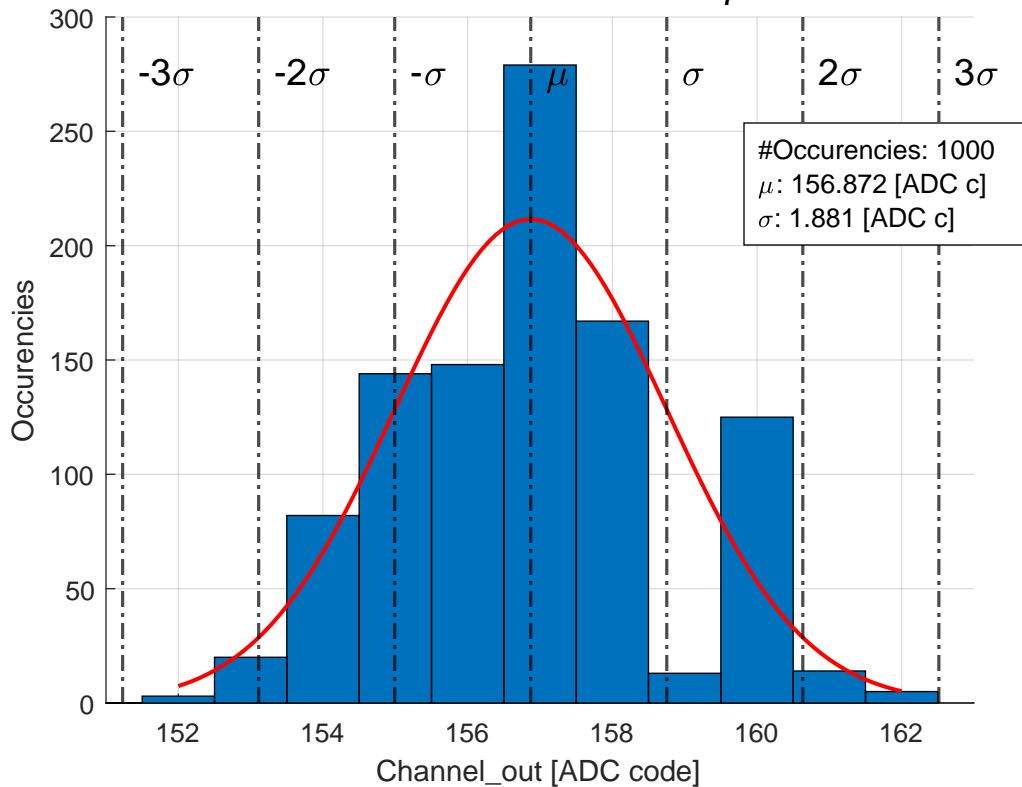 300
-3σ -2σ -σ μ σ 2σ 3σ
250
#Occurencies: 1000
μ: 156.872 [ADC c]
σ: 1.881 [ADC c]
200
150
100
50
0
Occurencies
152 154 156 158 160 162
Channel_out [ADC code]